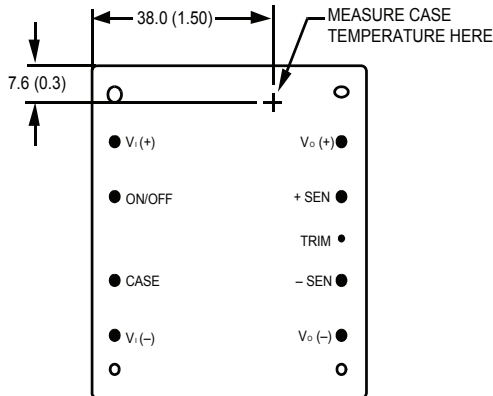 38.0 (1.50)
MEASURE CASE
TEMPERATURE HERE
7.6 (0.3)
VI (+)
VO (+)
ON/OFF
+ SEN
TRIM
CASE
– SEN
VI (–)
VO (–)